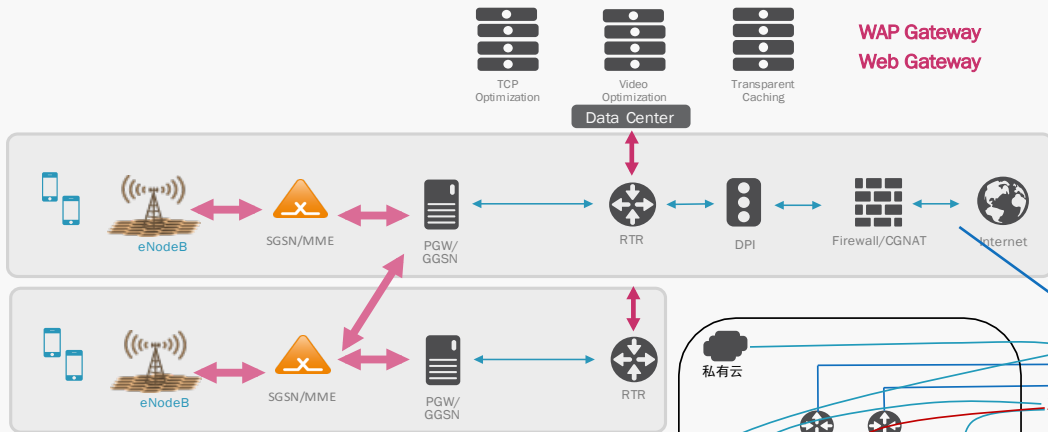 WAP Gateway
Web Gateway
TCP
Optimization
Video
Optimization
Transparent
Caching
Data Center
eNodeB
SGSN/MME
PGW/
GGSN
RTR
DPI
Firewall/CGNAT
Internet
eNodeB
SGSN/MME
PGW/
GGSN
RTR
私有云